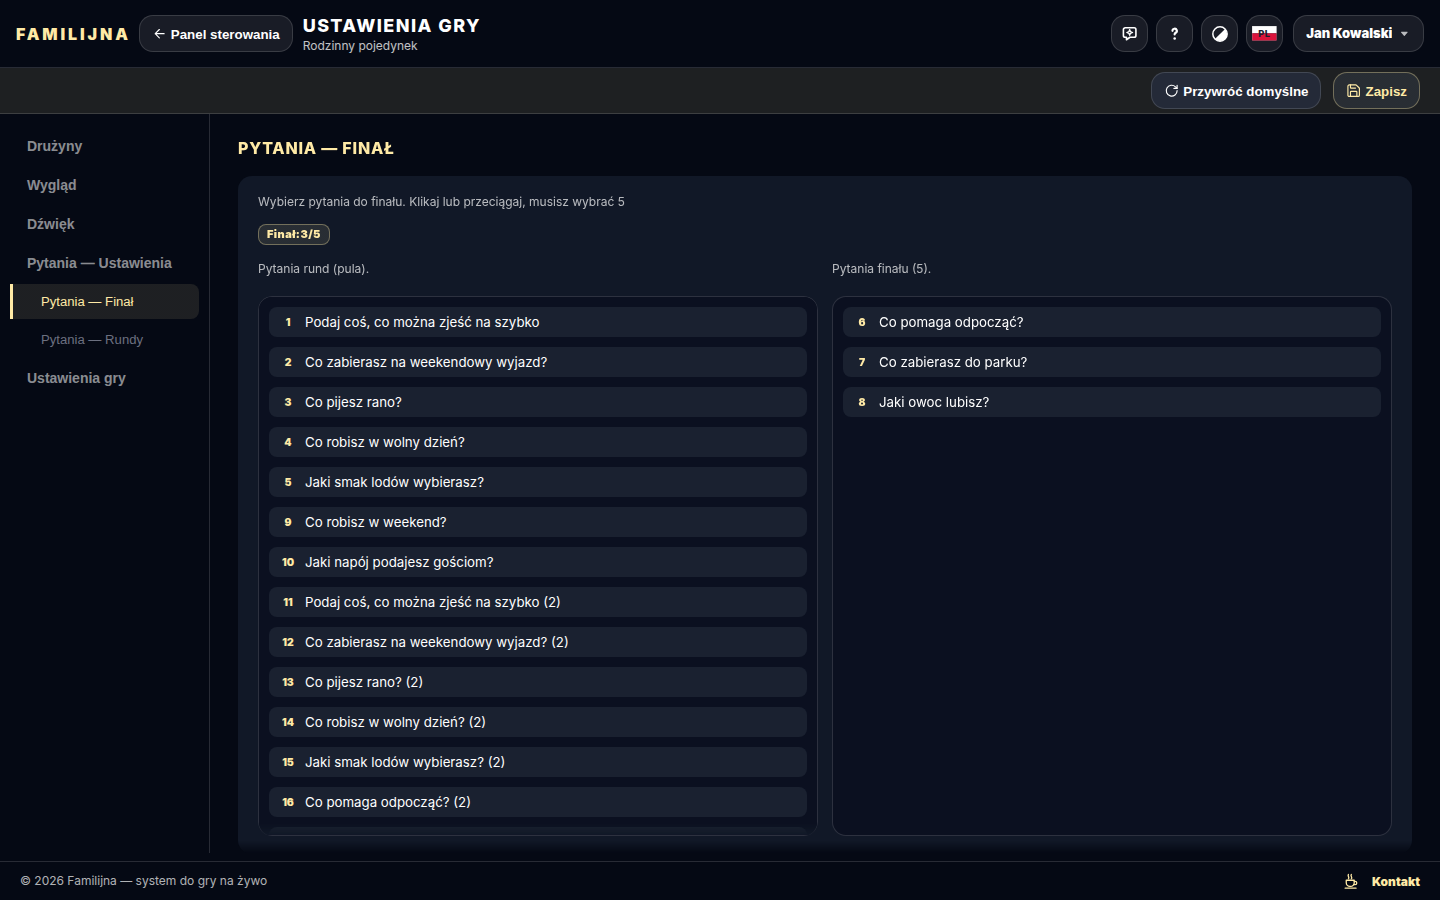 FAMILIJNA
Panel sterowania
USTAWIENIA GRY
Rodzinny pojedynek
?
PL
Jan Kowalski
Przywróć domyślne
Zapisz
Drużyny
Wygląd
Dźwięk
Pytania — Ustawienia
Pytania — Finał
Pytania — Rundy
Ustawienia gry
PYTANIA — FINAŁ
Wybierz pytania do finału. Klikaj lub przeciągaj, musisz wybrać 5
Finał:3/5
Pytania rund (pula).
1 Podaj coś, co można zjeść na szybko
2 Co zabierasz na weekendowy wyjazd?
3 Co pijesz rano?
4 Co robisz w wolny dzień?
5 Jaki smak lodów wybierasz?
9 Co robisz w weekend?
10 Jaki napój podajesz gościom?
11 Podaj coś, co można zjeść na szybko (2)
12 Co zabierasz na weekendowy wyjazd? (2)
13 Co pijesz rano? (2)
14 Co robisz w wolny dzień? (2)
15 Jaki smak lodów wybierasz? (2)
16 Co pomaga odpocząć? (2)
Pytania finału (5).
6 Co pomaga odpocząć?
7 Co zabierasz do parku?
8 Jaki owoc lubisz?
© 2026 Familijna — system do gry na żywo
Kontakt